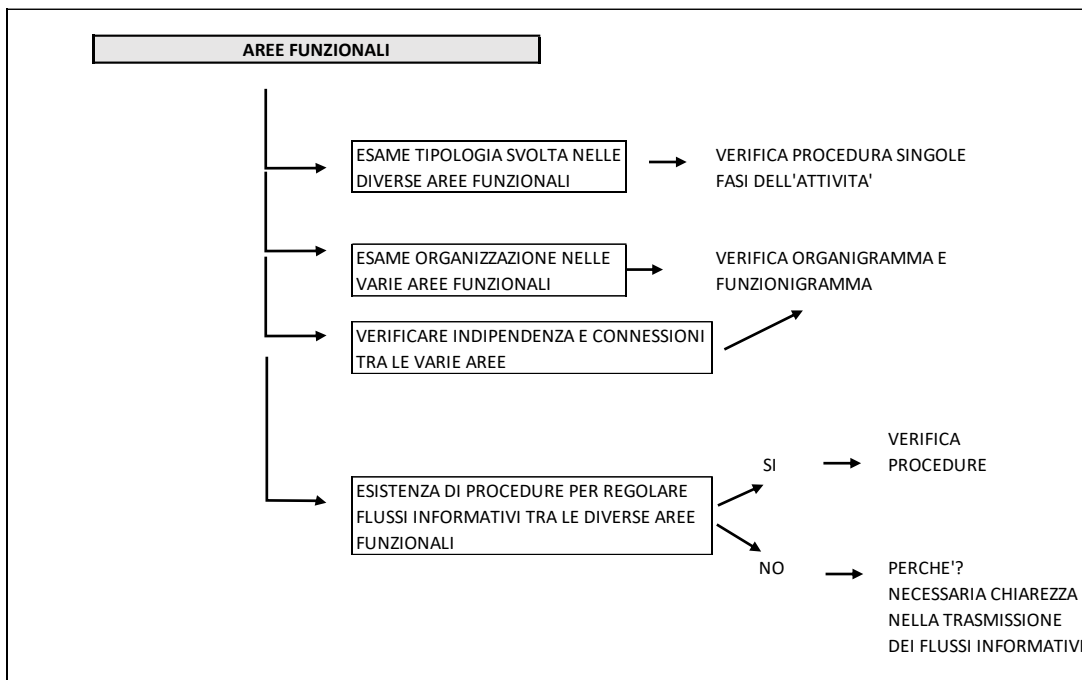 AREE FUNZIONALI
ESAME TIPOLOGIA SVOLTA NELLE
DIVERSE AREE FUNZIONALI
VERIFICA PROCEDURA SINGOLE
FASI DELL'ATTIVITA'
ESAME ORGANIZZAZIONE NELLE
VARIE AREE FUNZIONALI
VERIFICA ORGANIGRAMMA E
FUNZIONIGRAMMA
VERIFICARE INDIPENDENZA E CONNESSIONI
TRA LE VARIE AREE
ESISTENZA DI PROCEDURE PER REGOLARE
FLUSSI INFORMATIVI TRA LE DIVERSE AREE
FUNZIONALI
SI
VERIFICA
PROCEDURE
NO
PERCHE'?
NECESSARIA CHIAREZZA
NELLA TRASMISSIONE
DEI FLUSSI INFORMATIVI